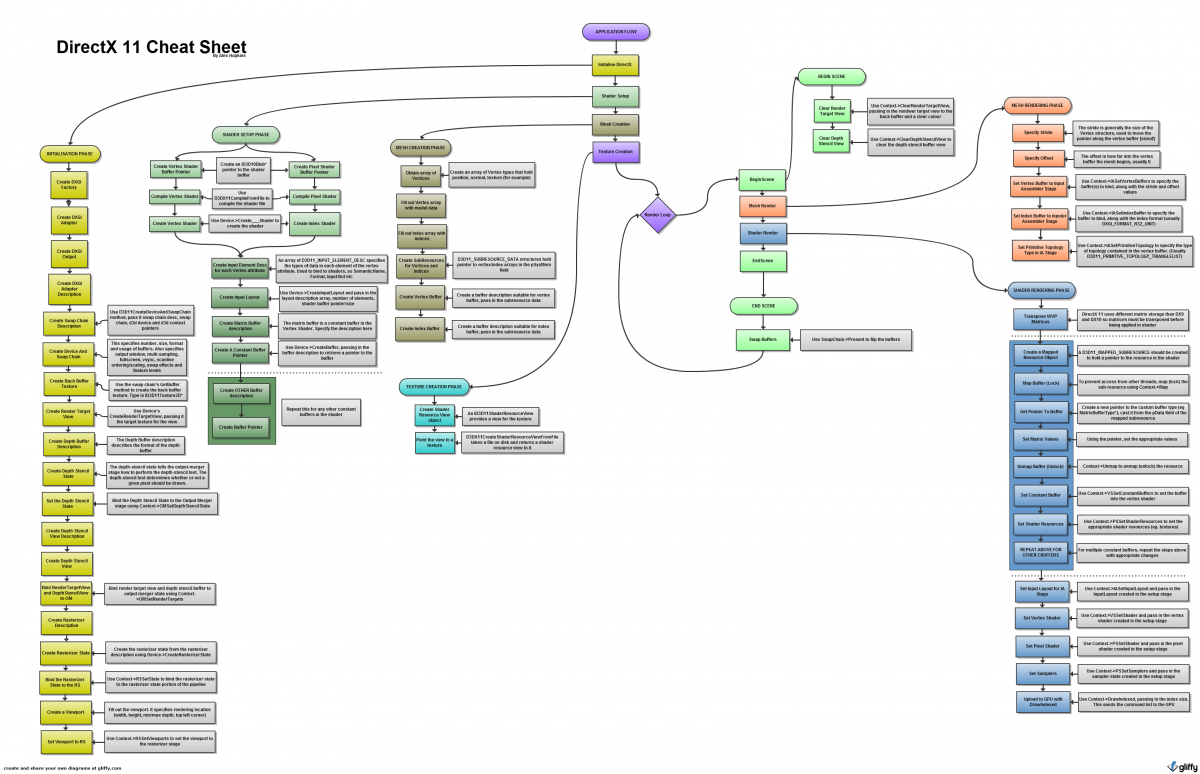 DirectX 11 Cheat Sheet
By Alex Hopkins
APPLICATION FLOW
Initialise DirectX
Shader Setup
Mesh Creation
Texture Creation
Render Loop
INITIALISATION PHASE
Create DXGI
Factory
Create DXGI
Adapter
Create DXGI
Output
Create DXGI
Adapter
Description
Create Swap Chain
Description
Use D3D11CreateDeviceAndSwapChain
method, pass it swap chain desc, swap
chain, d3d device and d3d context
pointers
Create Device And
Swap Chain
This specifies number, size, format
and usage of buffers. Also specifies
output window, multi-sampling,
fullscreen, vsync, scanline
ordering/scaling, swap effects and
feature levels
Create Back Buffer
Texture
Use the swap chain's GetBuffer
method to create the back buffer
texture. Type is ID3D11Texture2D*
Create Render Target
View
Use Device's
CreateRenderTargetView, passing it
the target texture for the view
Create Depth Buffer
Description
The Depth Buffer description
describes the format of the depth
buffer
Create Depth Stencil
State
The depth-stencil state tells the output-merger
stage how to perform the depth-stencil test. The
depth-stencil test determines whether or not a
given pixel should be drawn.
Set the Depth Stencil
State
Bind the Depth Stencil State to the Output Merger
stage using Context->OMSetDepthStencilState
Create Depth Stencil
View Description
Create Depth Stencil
View
Bind RenderTargetView
and DepthStencilView
to OM
Bind render target view and depth stencil buffer to
output merger state using Context-
>OMSetRenderTargets
Create Rasterizer
Description
Create Rasterizer State
Create the rasterizer state from the rasterizer
description using Device->CreateRasterizerState
Bind the Rasterizer
State to the RS
Use Context->RSSetState to bind the rasterizer state
to the rasterizer state portion of the pipeline
Create a Viewport
Fill out the viewport. It specifies rendering location
(width, height, min/max depth, top left corner)
Set Viewport to RS
Use Context->RSSetViewports to set the viewport to
the rasterizer stage
SHADER SETUP PHASE
Create Vertex Shader
Buffer Pointer
Create an ID3D10Blob*
pointer to the shader
buffer
Create Pixel Shader
Buffer Pointer
Compile Vertex Shader
Use
D3DX11CompileFromFile to
compile the shader file
Compile Pixel Shader
Create Vertex Shader
Use Device->Create___Shader to
create the shader
Create Index Shader
Create Input Element Desc
for each Vertex attribute
An array of D3D11_INPUT_ELEMENT_DESC specifies
the types of data in each element of the vertex
attribute. Used to bind to shaders, so SemanticName,
Format, InputSlot etc
Create Input Layout
Use Device->CreateInputLayout and pass in the
layout description array, number of elements,
shader buffer pointer/size
Create Matrix Buffer
description
The matrix buffer is a constant buffer in the
Vertex Shader. Specify the description here
Create A Constant Buffer
Pointer
Use Device->CreateBuffer, passing in the
buffer description to retrieve a pointer to the
buffer
Create OTHER Buffer
description
Create Buffer Pointer
Repeat this for any other constant
buffers in the shader
MESH CREATION PHASE
Obtain array of
Vertices
Create an array of Vertex types that hold
position, normal, texture (for example)
Fill out Vertex array
with model data
Fill out index array with
indices
Create SubResources
for Vertices and
Indices
D3D11_SUBRESOURCE_DATA structures hold
pointer to vertex/index arrays in the pSysMem
field
Create Vertex Buffer
Create a buffer description suitable for vertex
buffer, pass in the subresource data
Create Index Buffer
Create a buffer description suitable for index
buffer, pass in the subresource data
TEXTURE CREATION PHASE
Create Shader
Resource View
object
An ID3D11ShaderResourceView
provides a view for the texture
Point the view to a
texture
D3DX11CreateShaderResourceViewFromFile
takes a file on disk and returns a shader
resource view to it
BeginScene
Mesh Render
Shader Render
EndScene
BEGIN SCENE
Clear Render
Target View
Use Context->ClearRenderTargetView,
passing in the renderer target view to the
back buffer and a clear colour
Clear Depth
Stencil View
Use Context->ClearDepthStencilView to
clear the depth stencil buffer view
END SCENE
Swap Buffers
Use SwapChain->Present to flip the buffers
MESH RENDERING PHASE
Specify Stride
The stride is generally the size of the
Vertex structure, used to move the
pointer along the vertex buffer (sizeof)
Specify Offset
The offset is how far into the vertex
buffer the mesh begins, usually 0
Set Vertex Buffer to Input
Assembler Stage
Use Context->IASetVertexBuffers to specify the
buffer(s) to bind, along with the stride and offset
values
Set Index Buffer to Inputer
Assembler Stage
Use Context->IASetIndexBuffer to specify the
buffer to bind, along with the index format (usually
DXGI_FORMAT_R32_UINT)
Set Primitive Topology
Type in IA Stage
Use Context->IASetPrimitiveTopology to specify the type
of topology contained in the vertex buffer. (Usually
D3D11_PRIMITIVE_TOPOLOGY_TRIANGLELIST)
SHADER RENDERING PHASE
Transpose WVP
Matrices
DirectX 11 uses different matrix storage than DX9
and DX10 so matrices must be transposed before
being applied in shader
Create a Mapped
Resource Object
A D3D11_MAPPED_SUBRESOURCE should be created
to hold a pointer to the resource in the shader
Map Buffer (Lock)
To prevent access from other threads, map (lock) the
sub-resource using Context->Map
Get Pointer To Buffer
Create a new pointer to the custom buffer type (eg
MatrixBufferType*), cast it from the pData field of the
mapped subresource
Set Matrix Values
Using the pointer, set the appropriate values
Unmap Buffer (Unlock)
Context->Unmap to unmap (unlock) the resource
Set Constant Buffer
Use Context->VSSetConstantBuffers to set the buffer
into the vertex shader
Set Shader Resources
Use Context->PSSetShaderResources to set the
appropriate shader resources (eg. textures)
REPEAT ABOVE FOR
OTHER CBUFFERS
For multiple constant buffers, repeat the steps above
with appropriate changes
Set Input Layout for IA
Stage
Use Context->IASetInputLayout and pass in the
InputLayout created in the setup stage
Set Vertex Shader
Use Context->VSSetShader and pass in the vertex
shader created in the setup stage
Set Pixel Shader
Use Context->PSSetShader and pass in the pixel
shader created in the setup stage
Set Samplers
Use Context->PSSetSamplers and pass in the
sampler state created in the setup stage
Upload to GPU with
DrawIndexed
Use Context->DrawIndexed, passing in the index size.
This sends the command list to the GPU
create and share your own diagrams at gliffy.com
gliffy